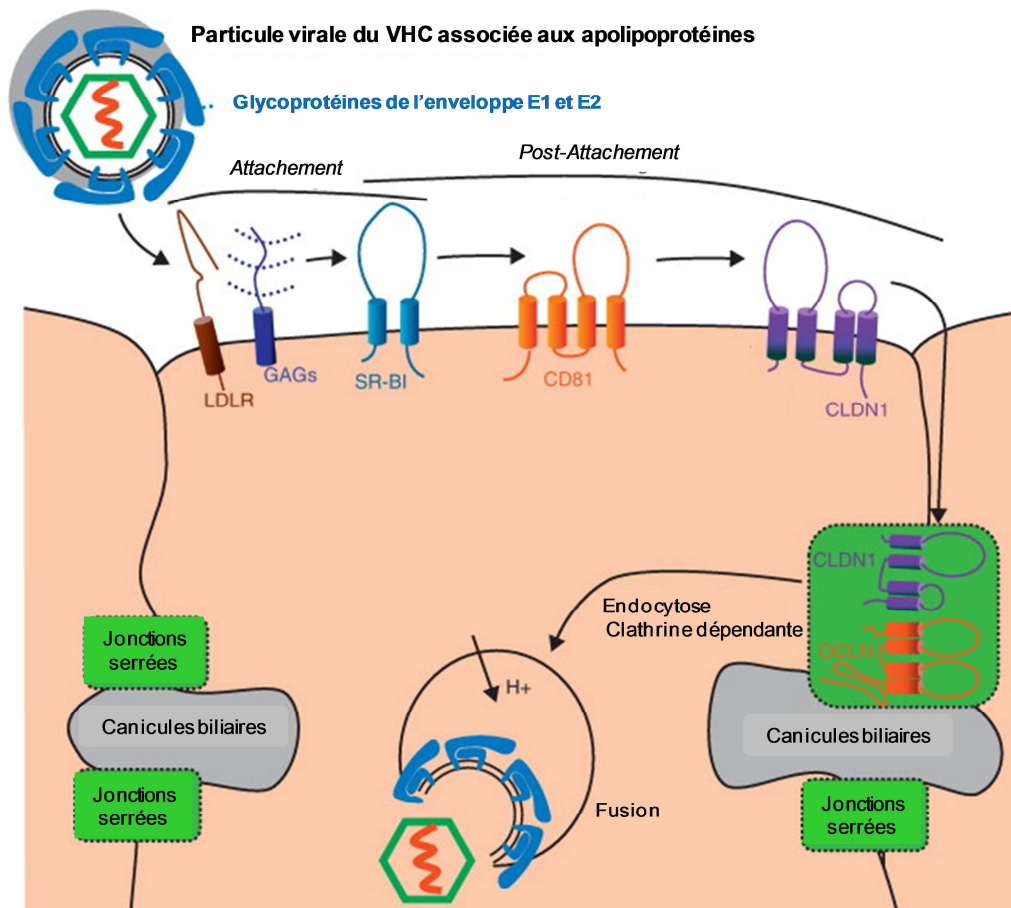 Particule virale du VHC associée aux apolipoprotéines
Glycoprotéines de l'enveloppe E1 et E2
Attachement
Post-Attachement
LDLR
GAGs
SR-BI
CD81
CLDN1
CLDN1
OCLN
Endocytose
Clathrine dépendante
Jonctions
serrées
Canicules biliaires
Jonctions
serrées
H+
Fusion
Canicules biliaires
Jonctions
serrées